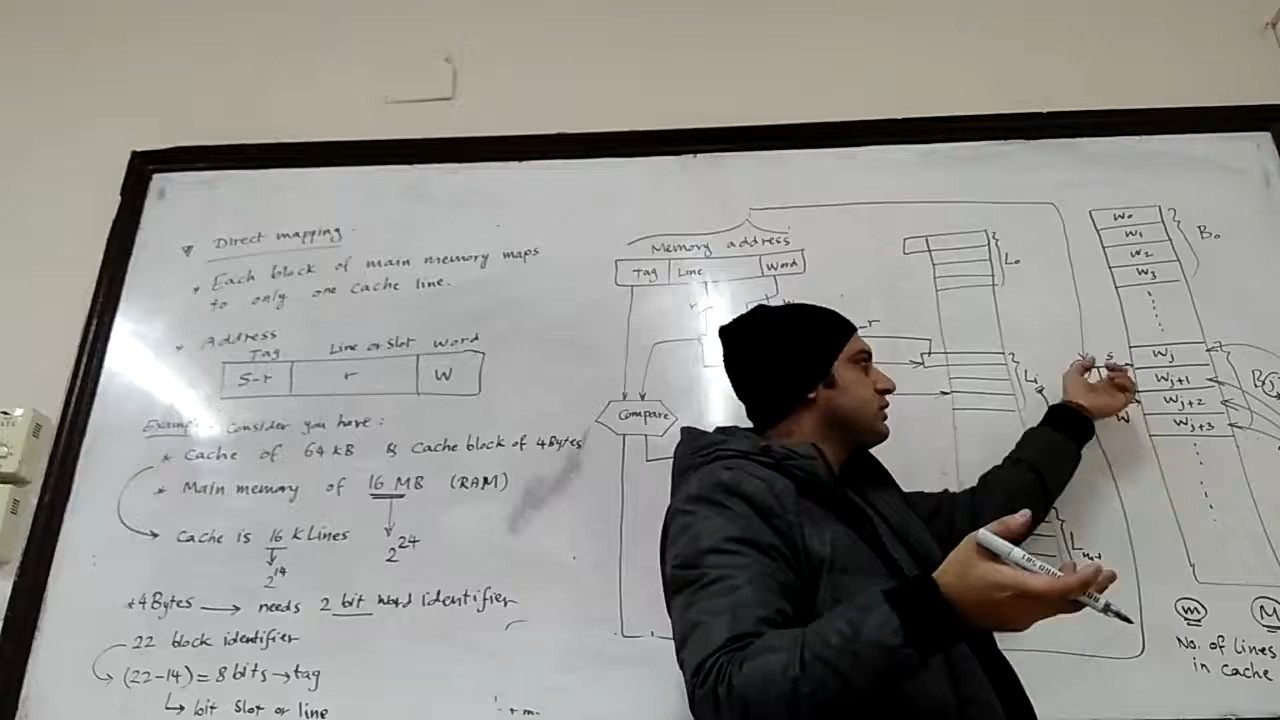 Direct mapping.
* Each block of main memory maps
to only one cache line.
* Address
Tag Line or Slot word
S-r r W
Example: Consider you have:
* Cache of 64 kB & Cache block of 4Bytes
* Main memory of 16 MB (RAM)
Cache is 16 k Lines 2^24
2^14
*4 Bytes → needs 2 bit word identifier
22 block identifier
(22-14) = 8 bits → tag
↳ bit Slot or line
Memory address
Tag Line Word
Compare
L0
Li
Lm-1
W0
W1
W2
W3
B0
Wj
Wj+1
Wj+2
Wj+3
Bj
S
W
m M
No. of lines
in cache